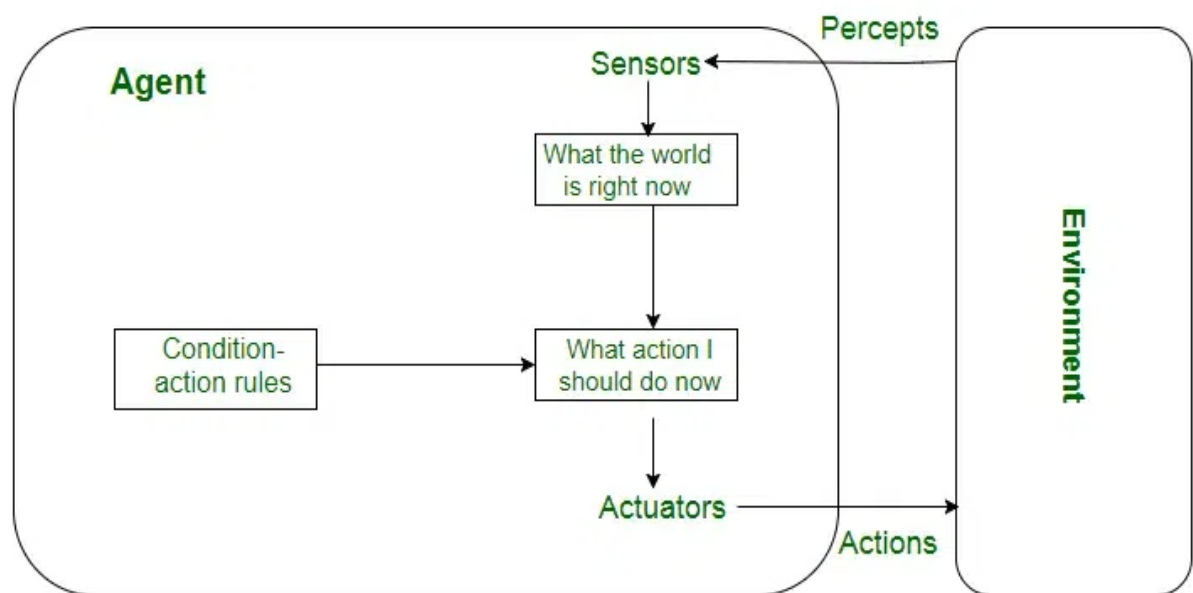 Percepts
Sensors
Agent
What the world
is right now
Environment
Condition-
action rules
What action I
should do now
Actuators
Actions